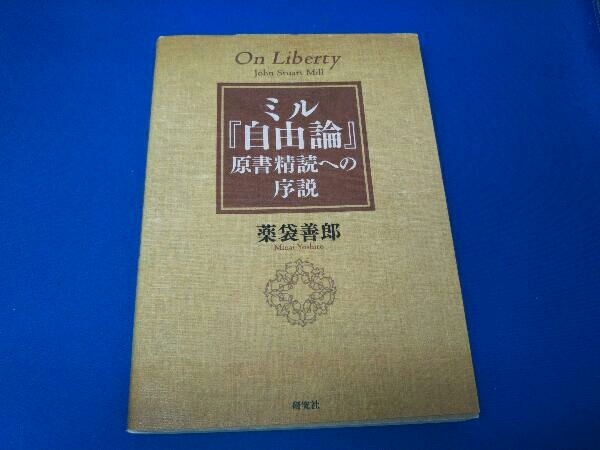 On Liberty
John Stuart Mill
ミル
『自由論』
原書精読への
序説
薬袋善郎
Minai Yoshiro
研究社